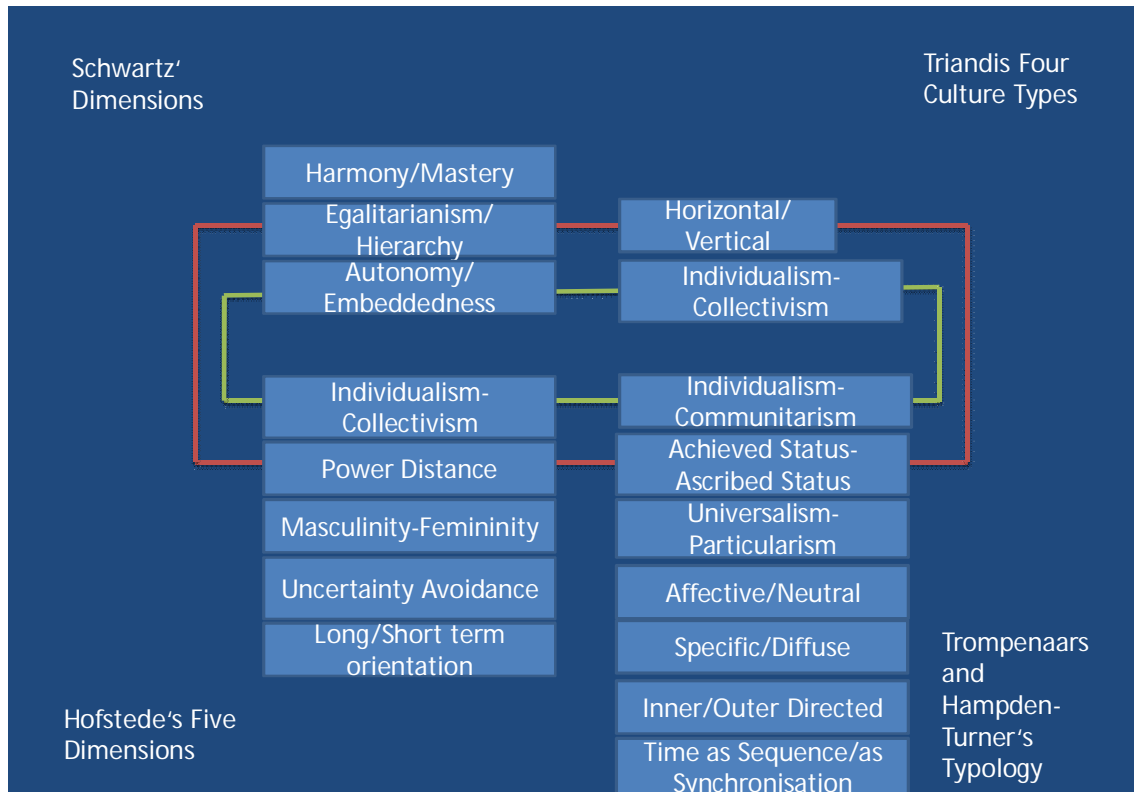 Schwartz‘
Dimensions
Triandis Four
Culture Types
Harmony/Mastery
Egalitarianism/
Hierarchy
Autonomy/
Embeddedness
Horizontal/
Vertical
Individualism-
Collectivism
Individualism-
Collectivism
Power Distance
Masculinity-Femininity
Uncertainty Avoidance
Long/Short term
orientation
Individualism-
Communitarism
Achieved Status-
Ascribed Status
Universalism-
Particularism
Affective/Neutral
Specific/Diffuse
Inner/Outer Directed
Time as Sequence/as
Synchronisation
Hofstede‘s Five
Dimensions
Trompenaars
and
Hampden-
Turner‘s
Typology